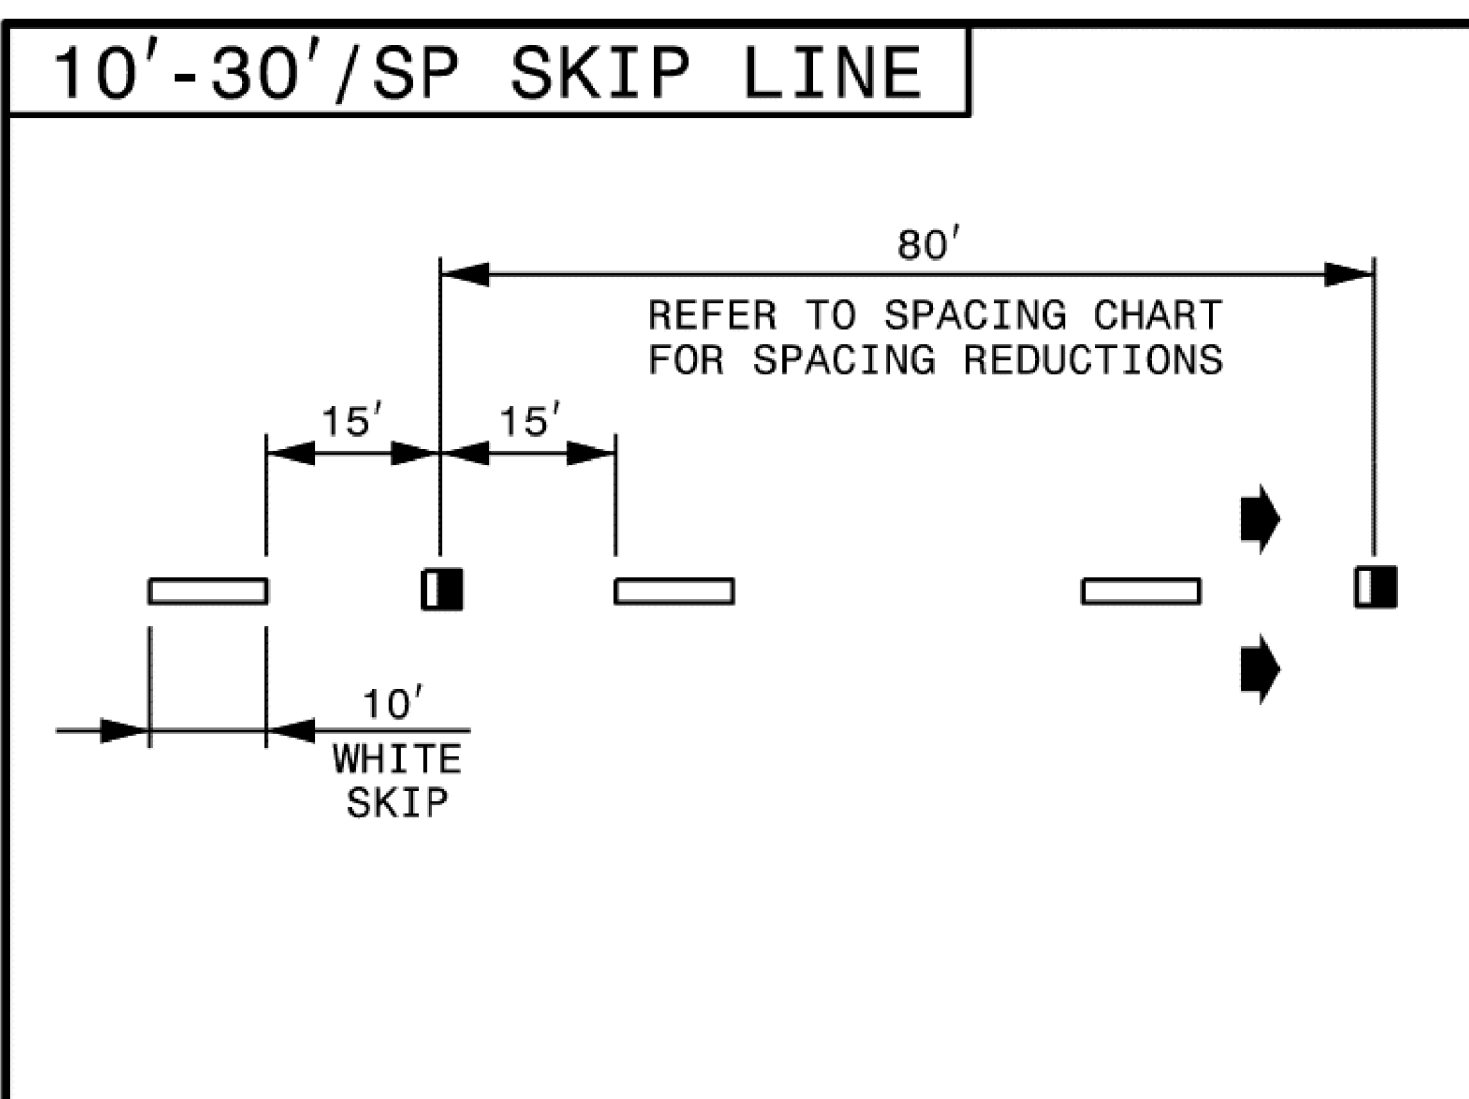 10'-30'/SP SKIP LINE
80'
REFER TO SPACING CHART
FOR SPACING REDUCTIONS
15'
15'
10'
WHITE
SKIP